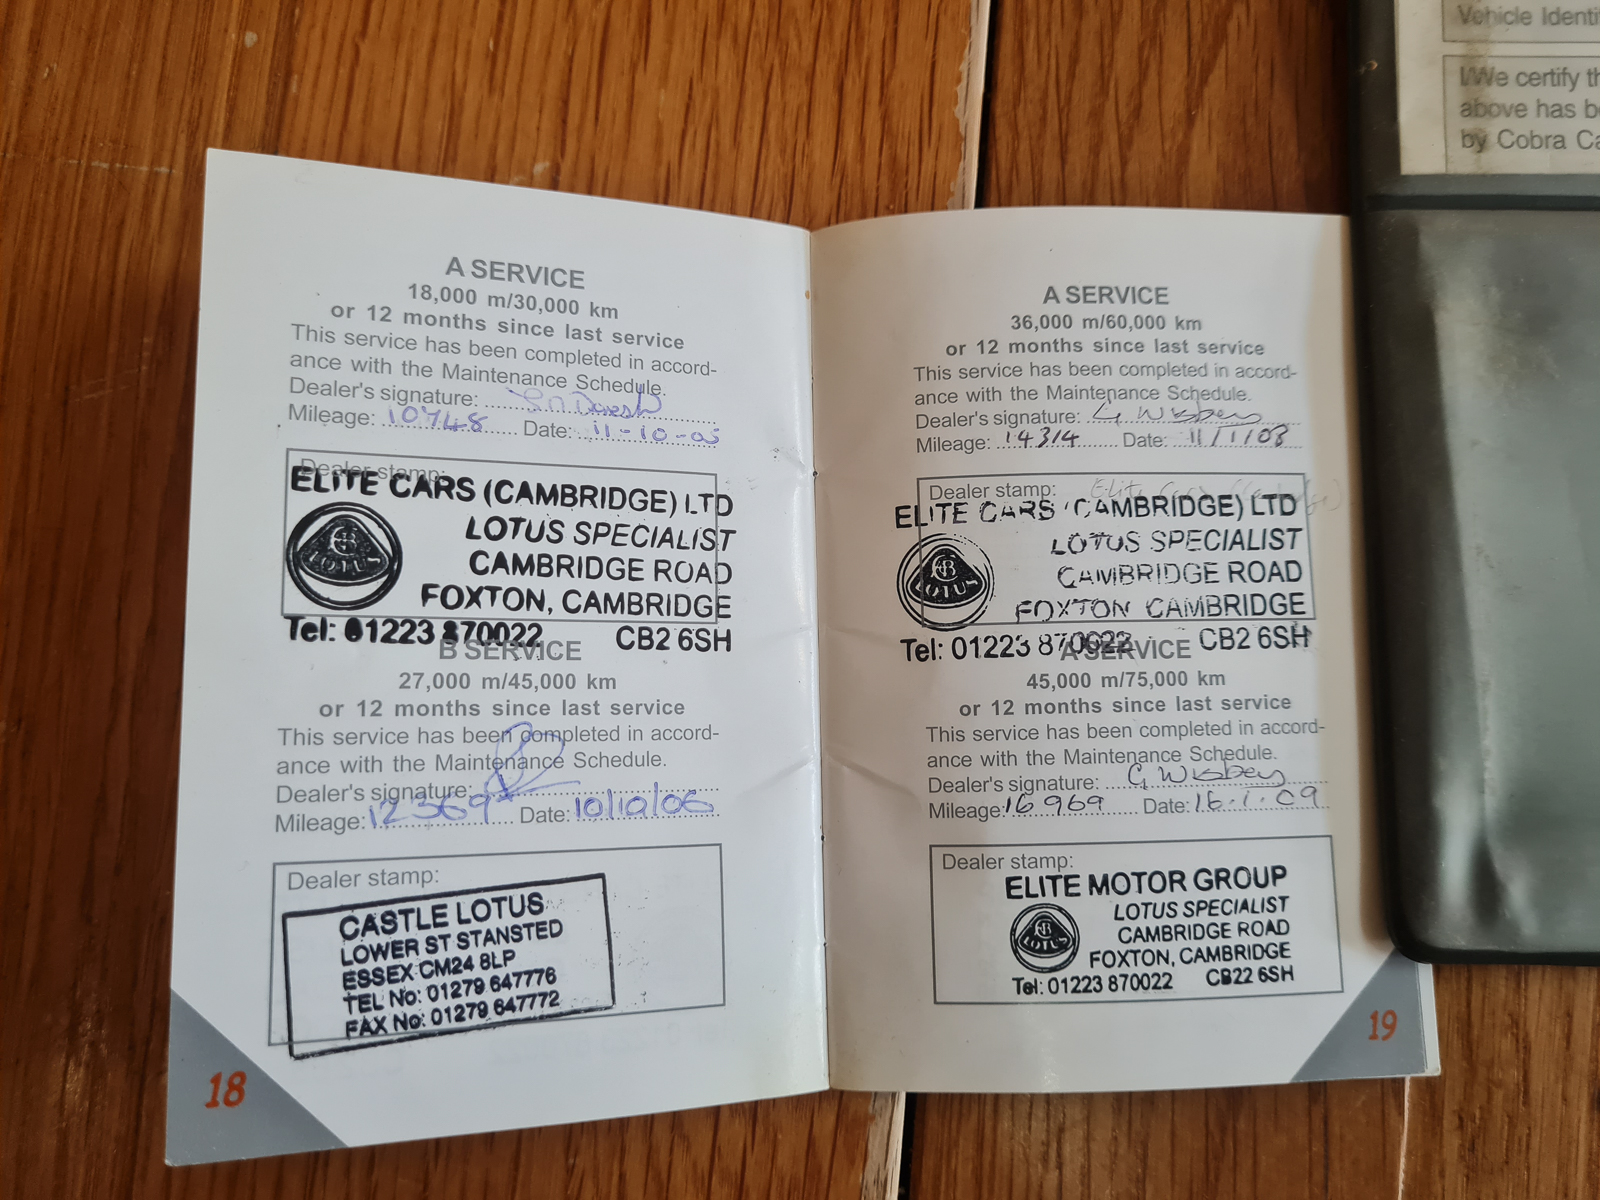 A SERVICE
18,000 m/30,000 km
or 12 months since last service
This service has been completed in accord-
ance with the Maintenance Schedule.
Dealer's signature:
Mileage: 10748 Date: 11-10-05
Dealer stamp:
ELITE CARS (CAMBRIDGE) LTD
LOTUS SPECIALIST
LOTUS
CAMBRIDGE ROAD
FOXTON, CAMBRIDGE
Tel: 01223 870022 CB2 6SH
B SERVICE
27,000 m/45,000 km
or 12 months since last service
This service has been completed in accord-
ance with the Maintenance Schedule.
Dealer's signature:
Mileage: 12369 Date: 10/10/06
Dealer stamp:
CASTLE LOTUS
LOWER ST STANSTED
ESSEX CM24 8LP
TEL No: 01279 647776
FAX No: 01279 647772
18
A SERVICE
36,000 m/60,000 km
or 12 months since last service
This service has been completed in accord-
ance with the Maintenance Schedule.
Dealer's signature: G Wisbey
Mileage: 14314 Date: 11/1/08
Dealer stamp: Elite Cars
ELITE CARS (CAMBRIDGE) LTD
LOTUS SPECIALIST
LOTUS
CAMBRIDGE ROAD
FOXTON CAMBRIDGE
Tel: 01223 870022 CB2 6SH
A SERVICE
45,000 m/75,000 km
or 12 months since last service
This service has been completed in accord-
ance with the Maintenance Schedule.
Dealer's signature: G Wisbey
Mileage: 16969 Date: 16.1.09
Dealer stamp:
ELITE MOTOR GROUP
LOTUS SPECIALIST
LOTUS
CAMBRIDGE ROAD
FOXTON, CAMBRIDGE
Tel: 01223 870022 CB22 6SH
19
Vehicle Identi
I/We certify th
above has be
by Cobra Ca